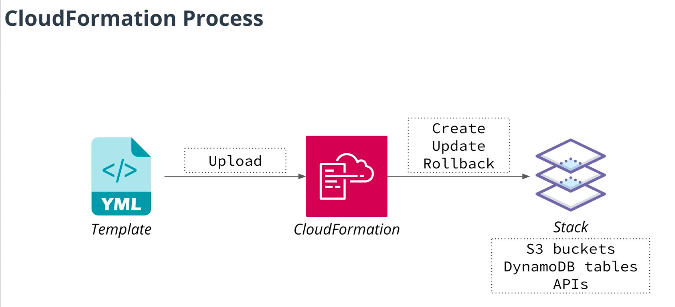 CloudFormation Process
Upload
Create
Update
Rollback
</>
YML
Template
CloudFormation
Stack
S3 buckets
DynamoDB tables
APIs